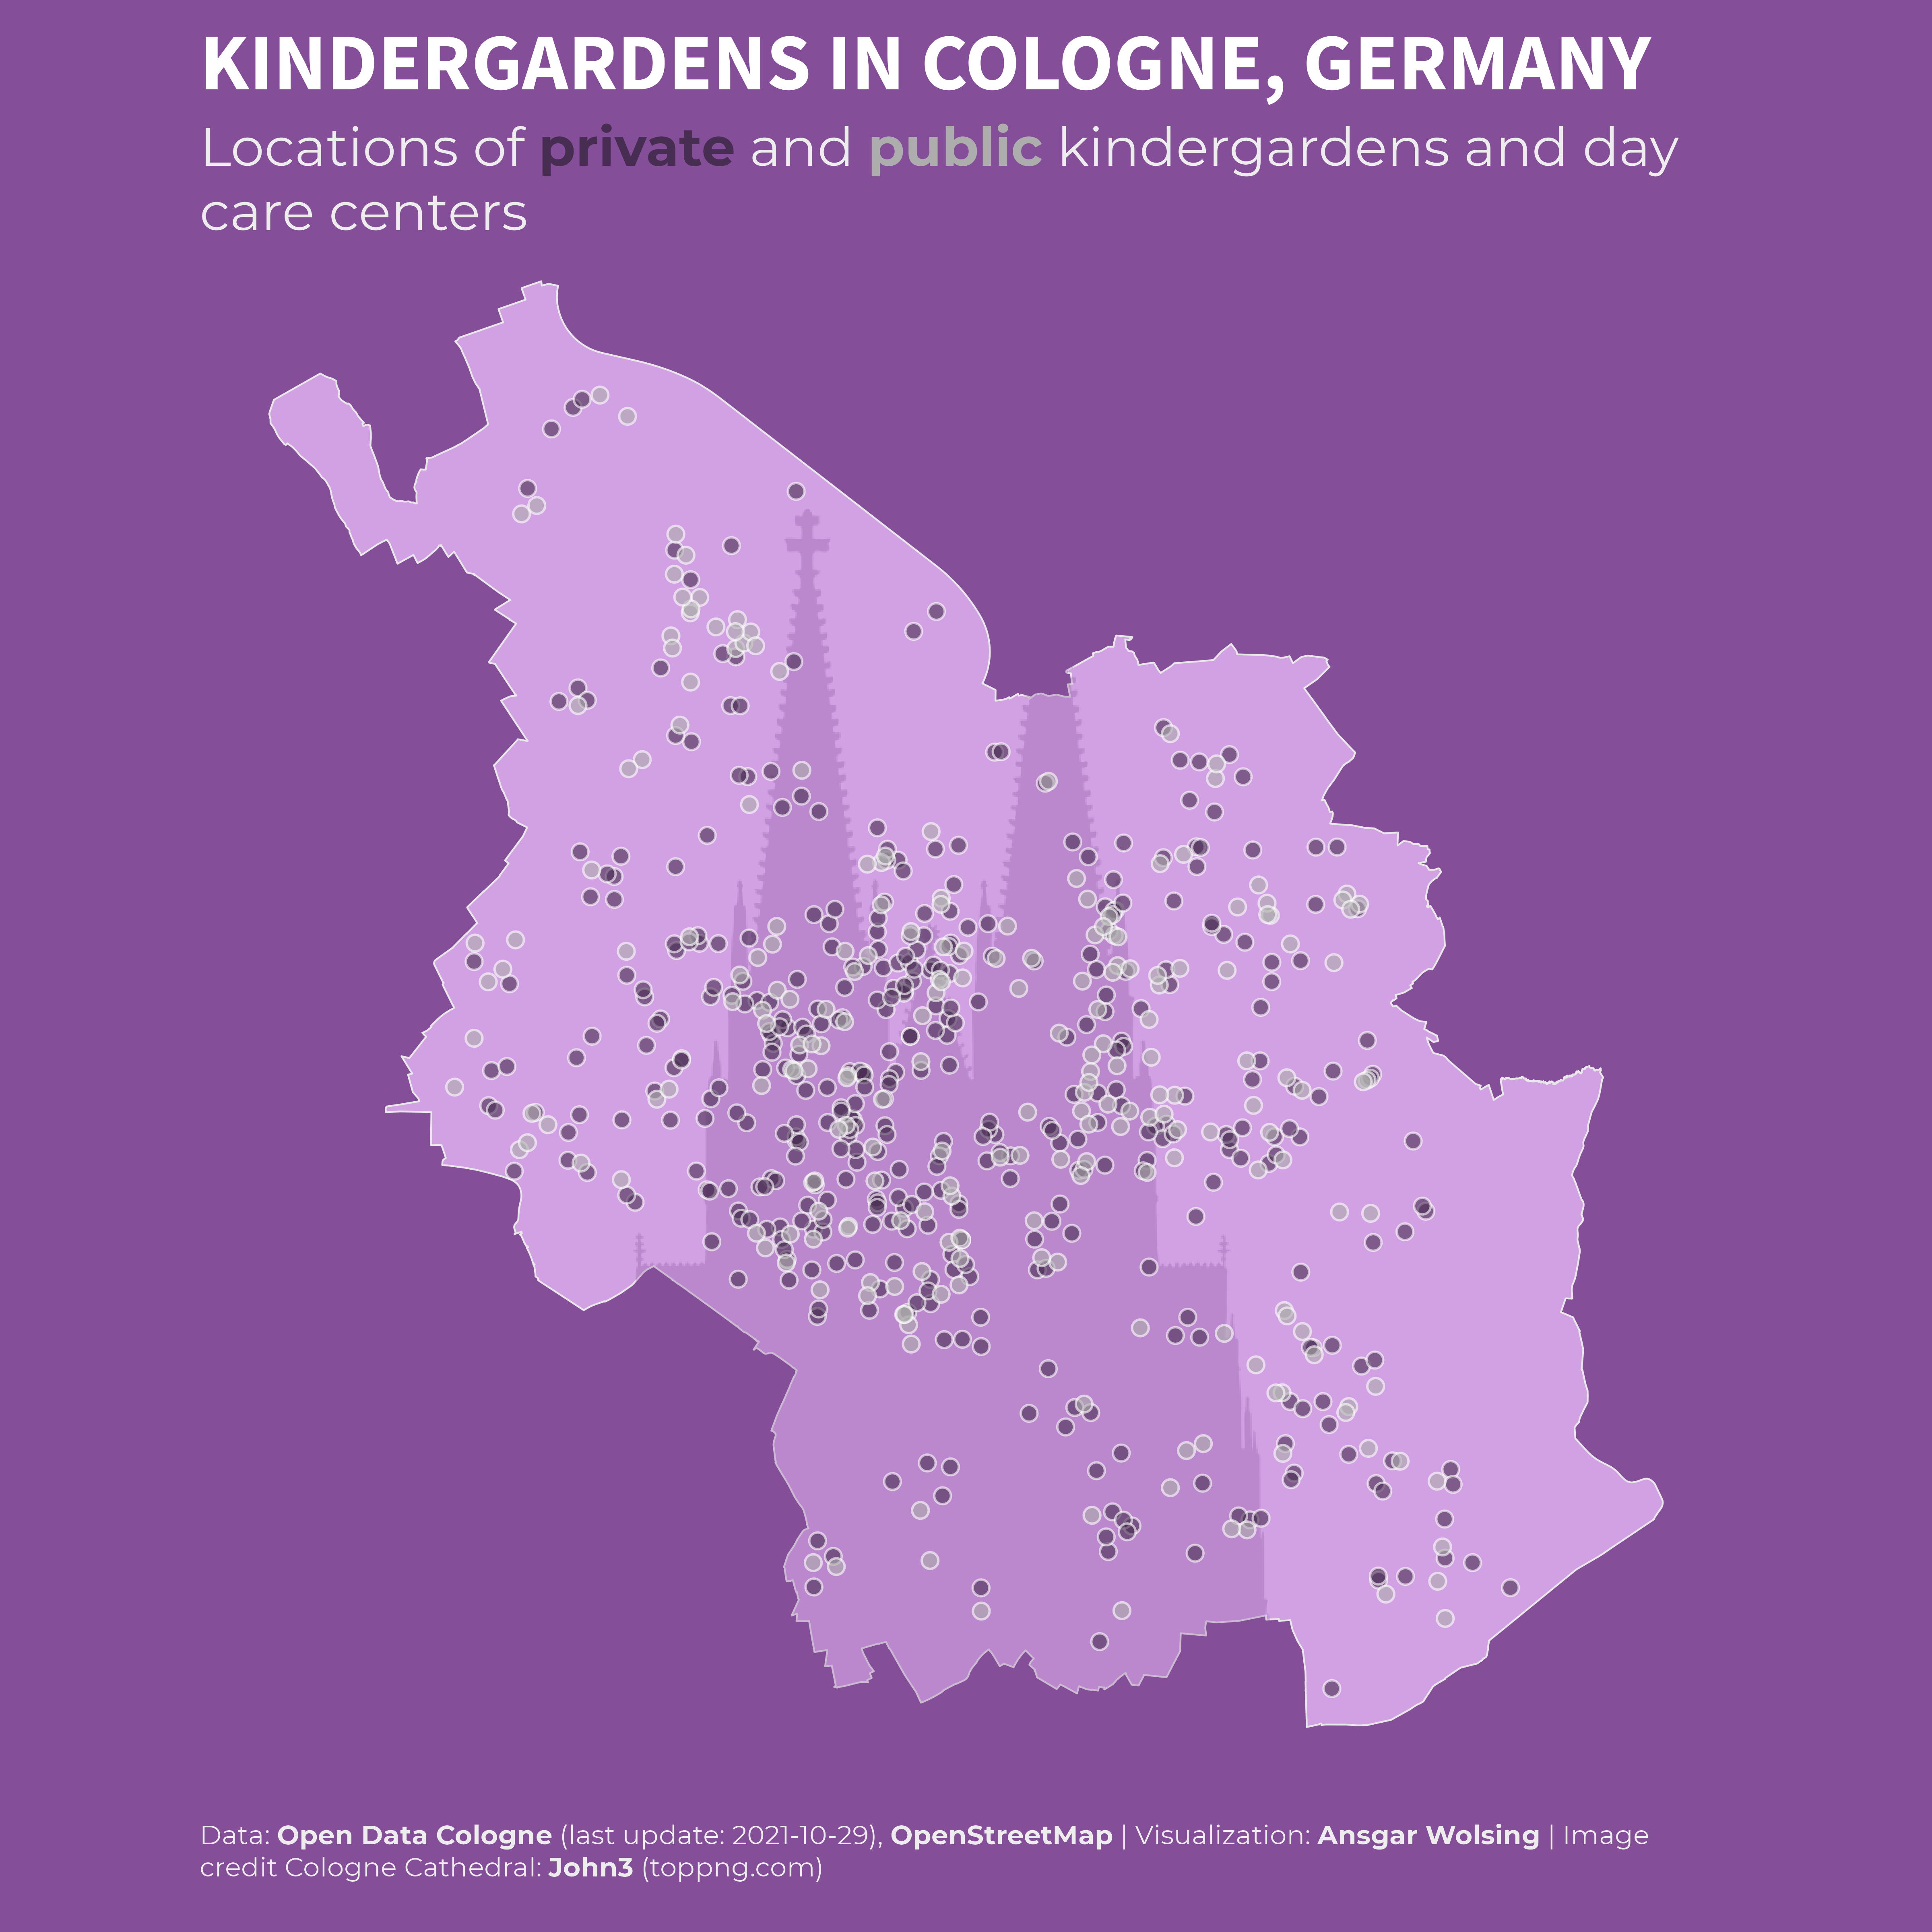 KINDERGARDENS IN COLOGNE, GERMANY
Locations of private and public kindergardens and day
care centers
Data: Open Data Cologne (last update: 2021-10-29), OpenStreetMap | Visualization: Ansgar Wolsing | Image
credit Cologne Cathedral: John3 (toppng.com)